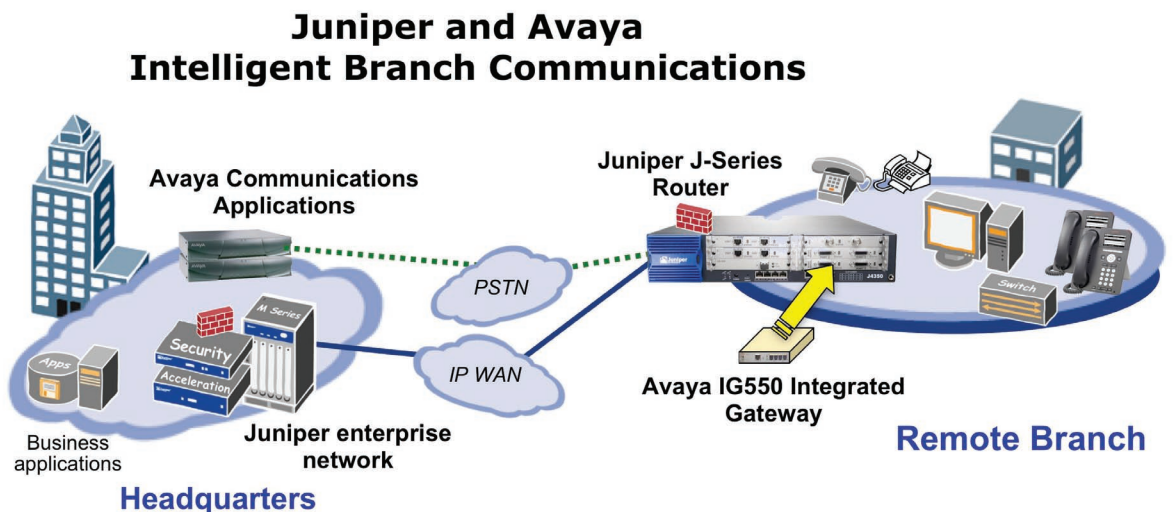 Juniper and Avaya
Intelligent Branch Communications
Avaya Communications
Applications
Juniper J-Series
Router
PSTN
Juniper
J4350
M Series
Security
Acceleration
Apps
IP WAN
Switch
Avaya IG550 Integrated
Gateway
Business
applications
Juniper enterprise
network
Remote Branch
Headquarters